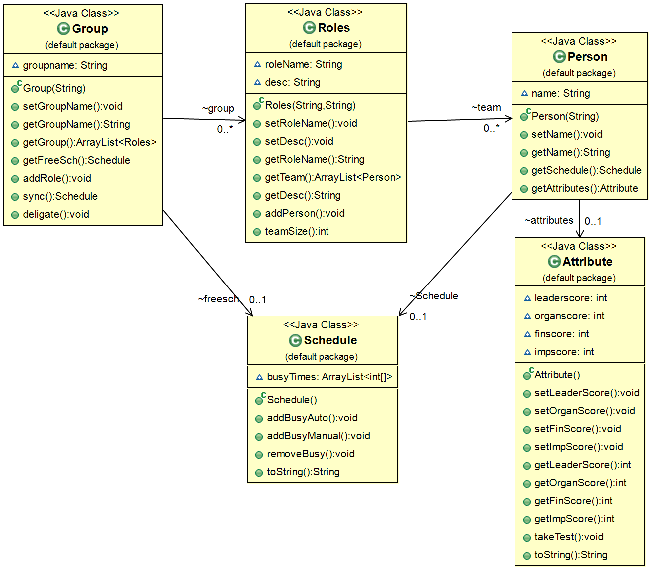 <<Java Class>>
Group
(default package)
groupname: String
Group(String)
setGroupName():void
getGroupName():String
getGroup():ArrayList<Roles>
getFreeSch():Schedule
addRole():void
sync():Schedule
deligate():void
~group
0..*
<<Java Class>>
Roles
(default package)
roleName: String
desc: String
Roles(String,String)
setRoleName():void
setDesc():void
getRoleName():String
getTeam():ArrayList<Person>
getDesc():String
addPerson():void
teamSize():int
~team
0..*
<<Java Class>>
Person
(default package)
name: String
Person(String)
setName():void
getName():String
getSchedule():Schedule
getAttributes():Attribute
~attributes
0..1
~freesch
0..1
~Schedule
0..1
<<Java Class>>
Schedule
(default package)
busyTimes: ArrayList<int[]>
Schedule()
addBusyAuto():void
addBusyManual():void
removeBusy():void
toString():String
<<Java Class>>
Attribute
(default package)
leaderscore: int
organscore: int
finscore: int
impscore: int
Attribute()
setLeaderScore():void
setOrganScore():void
setFinScore():void
setImpScore():void
getLeaderScore():int
getOrganScore():int
getFinScore():int
getImpScore():int
takeTest():void
toString():String